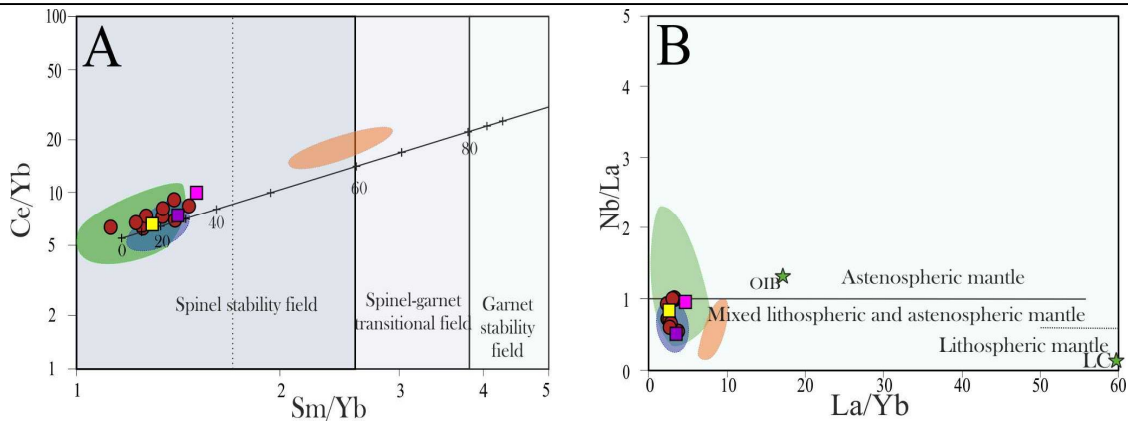 A
100
50
20
10
5
2
1
Ce/Yb
0
20
40
60
80
Spinel stability field
Spinel-garnet
transitional field
Garnet
stability
field
1
2
3
4
5
Sm/Yb
B
5
4
3
2
1
0
Nb/La
OIB
Astenospheric mantle
Mixed lithospheric and astenospheric mantle
Lithospheric mantle
LC
0
10
20
30
40
50
60
La/Yb